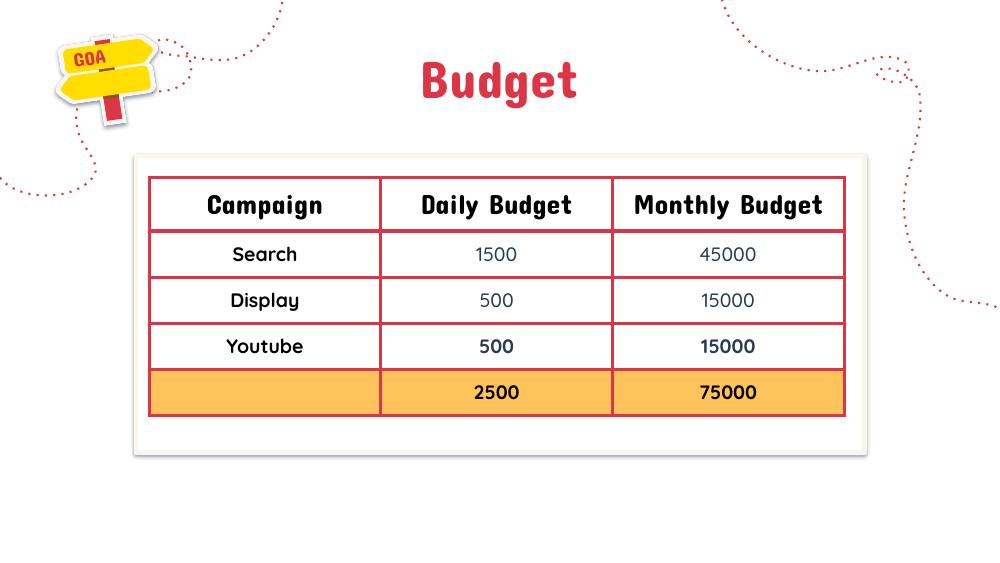 GOA
Budget
Campaign Daily Budget Monthly Budget
Search 1500 45000
Display 500 15000
Youtube 500 15000
2500 75000